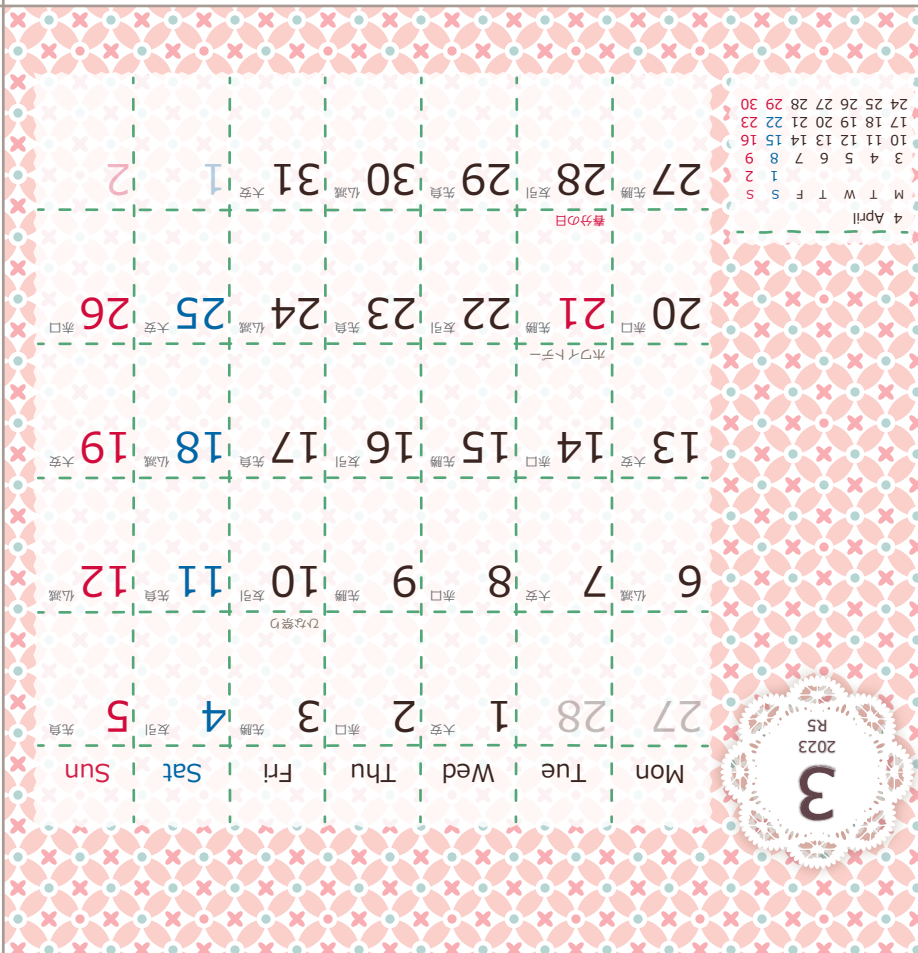 3
2023
R5
Mon Tue Wed Thu Fri Sat Sun
27 28 1 大安 2 赤口 3 先勝 4 友引 5 先負
ひな祭り
6 仏滅 7 大安 8 赤口 9 先勝 10 友引 11 先負 12 仏滅
13 大安 14 赤口 15 先勝 16 友引 17 先負 18 仏滅 19 大安
ホワイトデー
20 赤口 21 先勝 22 友引 23 先負 24 仏滅 25 大安 26 赤口
春分の日
27 先勝 28 友引 29 先負 30 仏滅 31 大安 1 2
4 April
M T W T F S S
1 2
3 4 5 6 7 8 9
10 11 12 13 14 15 16
17 18 19 20 21 22 23
24 25 26 27 28 29 30